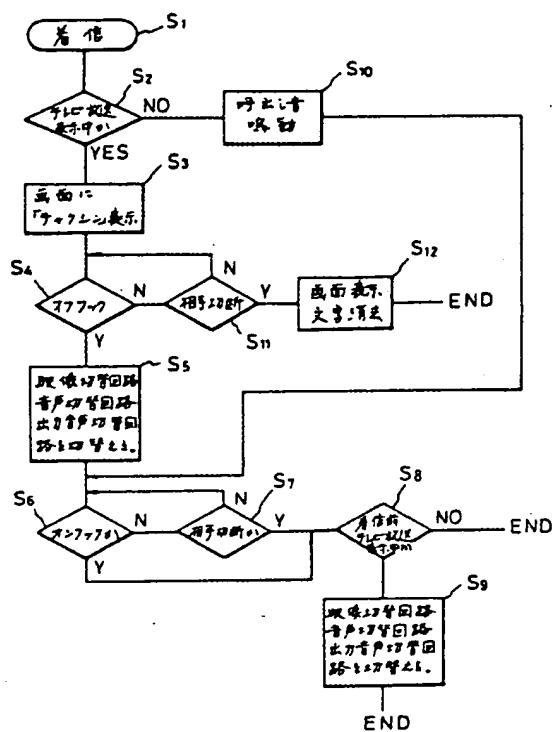 S1
着信
S2
テレビ放送
表示中か
NO
S10
呼出し音
鳴動
YES
S3
画面に
「チャクシン」表示
S4
オフフック
N
N
相手切断
Y
S11
S12
画面表示
文字消去
END
Y
S5
映像切替回路
音声切替回路
出力音声切替回
路を切替える。
S6
オンフックか
N
S7
N
相手切断か
Y
Y
S8
着信前
テレビ放送
表示中か
NO
END
S9
映像切替回路
音声切替回路
出力音声切替回
路を切替える。
END